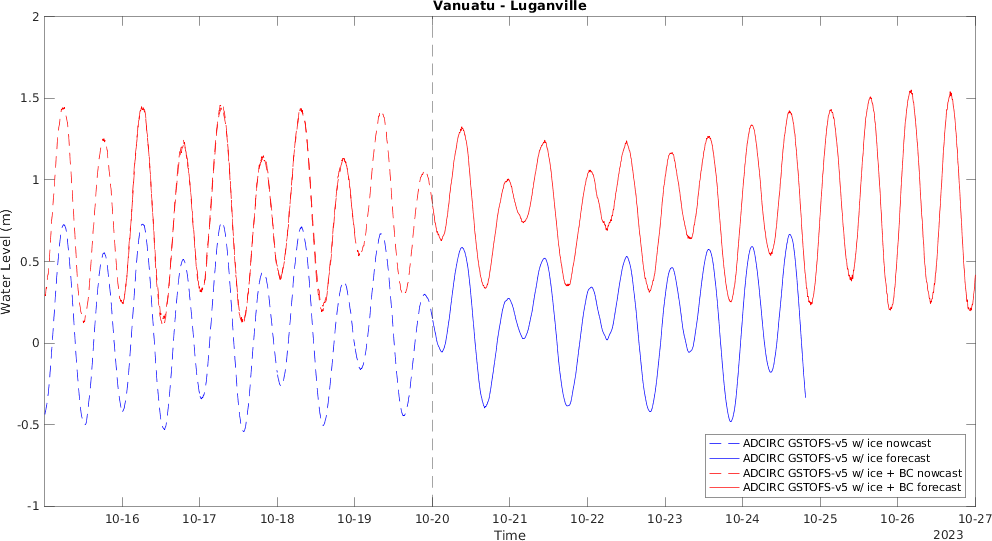 Vanuatu - Luganville
Water Level (m)
2
1.5
1
0.5
0
-0.5
-1
ADCIRC GSTOFS-v5 w/ ice nowcast
ADCIRC GSTOFS-v5 w/ ice forecast
ADCIRC GSTOFS-v5 w/ ice + BC nowcast
ADCIRC GSTOFS-v5 w/ ice + BC forecast
10-16 10-17 10-18 10-19 10-20 10-21 10-22 10-23 10-24 10-25 10-26 10-27
Time
2023